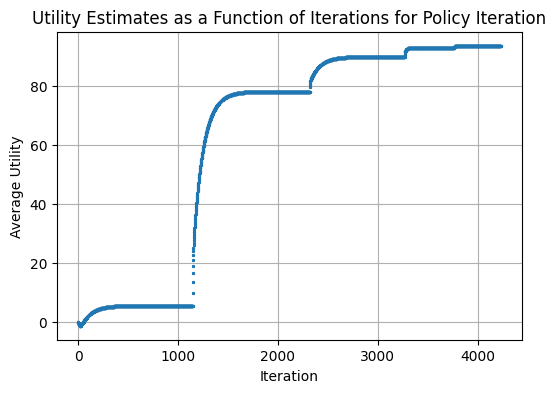 Utility Estimates as a Function of Iterations for Policy Iteration
80
60
40
20
0
Average Utility
0 1000 2000 3000 4000
Iteration